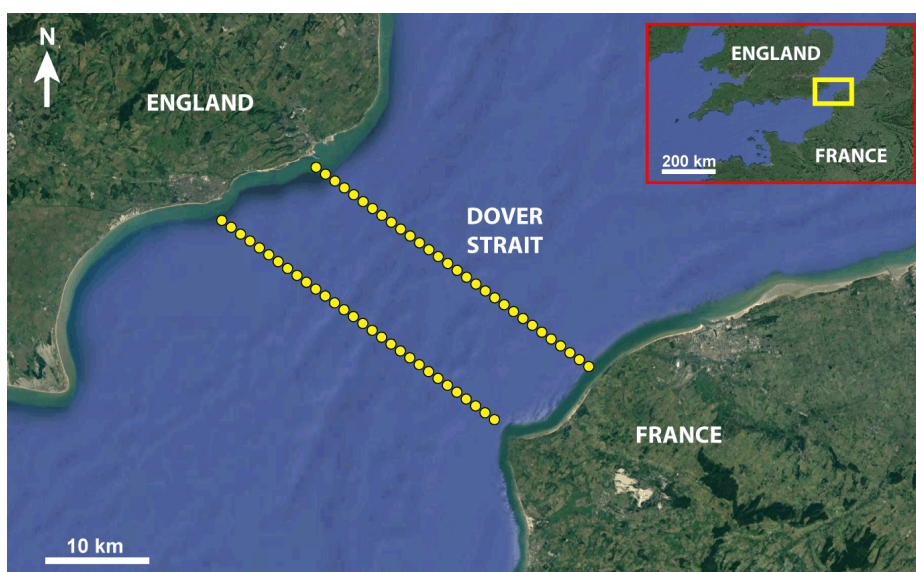 N
ENGLAND
DOVER
STRAIT
FRANCE
10 km
ENGLAND
FRANCE
200 km